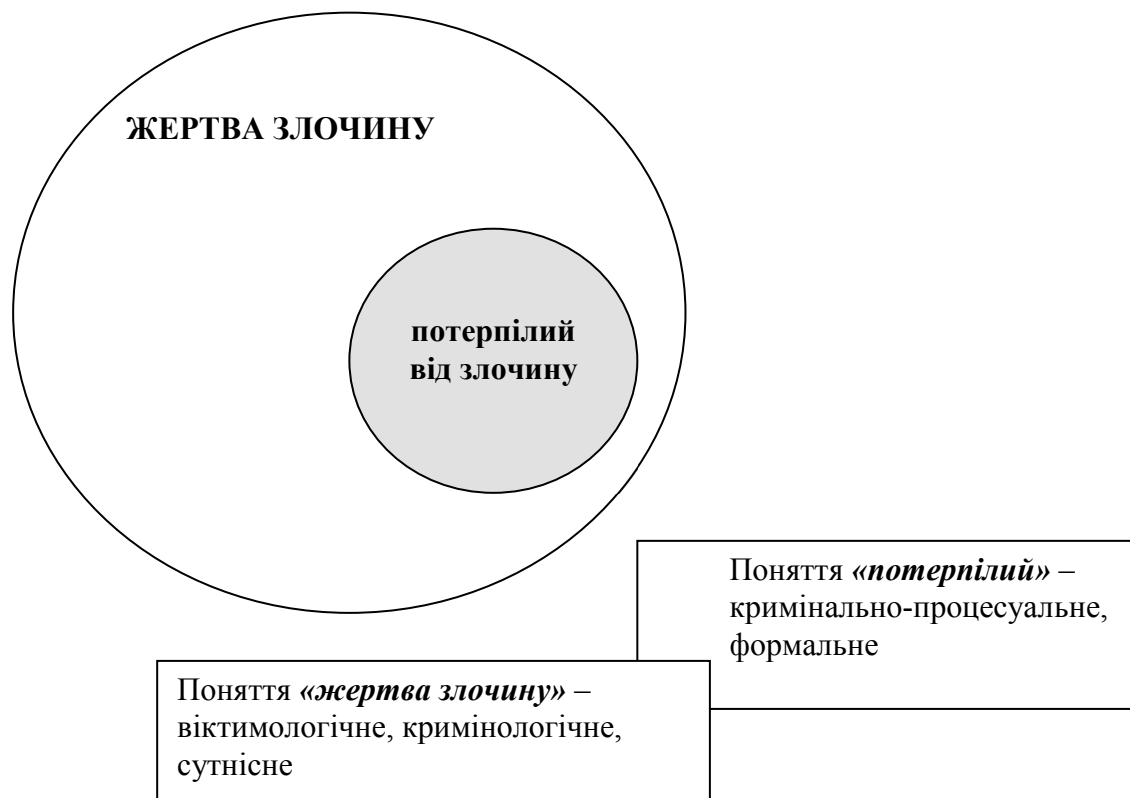 ЖЕРТВА ЗЛОЧИНУ
потерпілий
від злочину
Поняття «потерпілий» –
кримінально-процесуальне,
формальне
Поняття «жертва злочину» –
віктимологічне, кримінологічне,
сутнісне